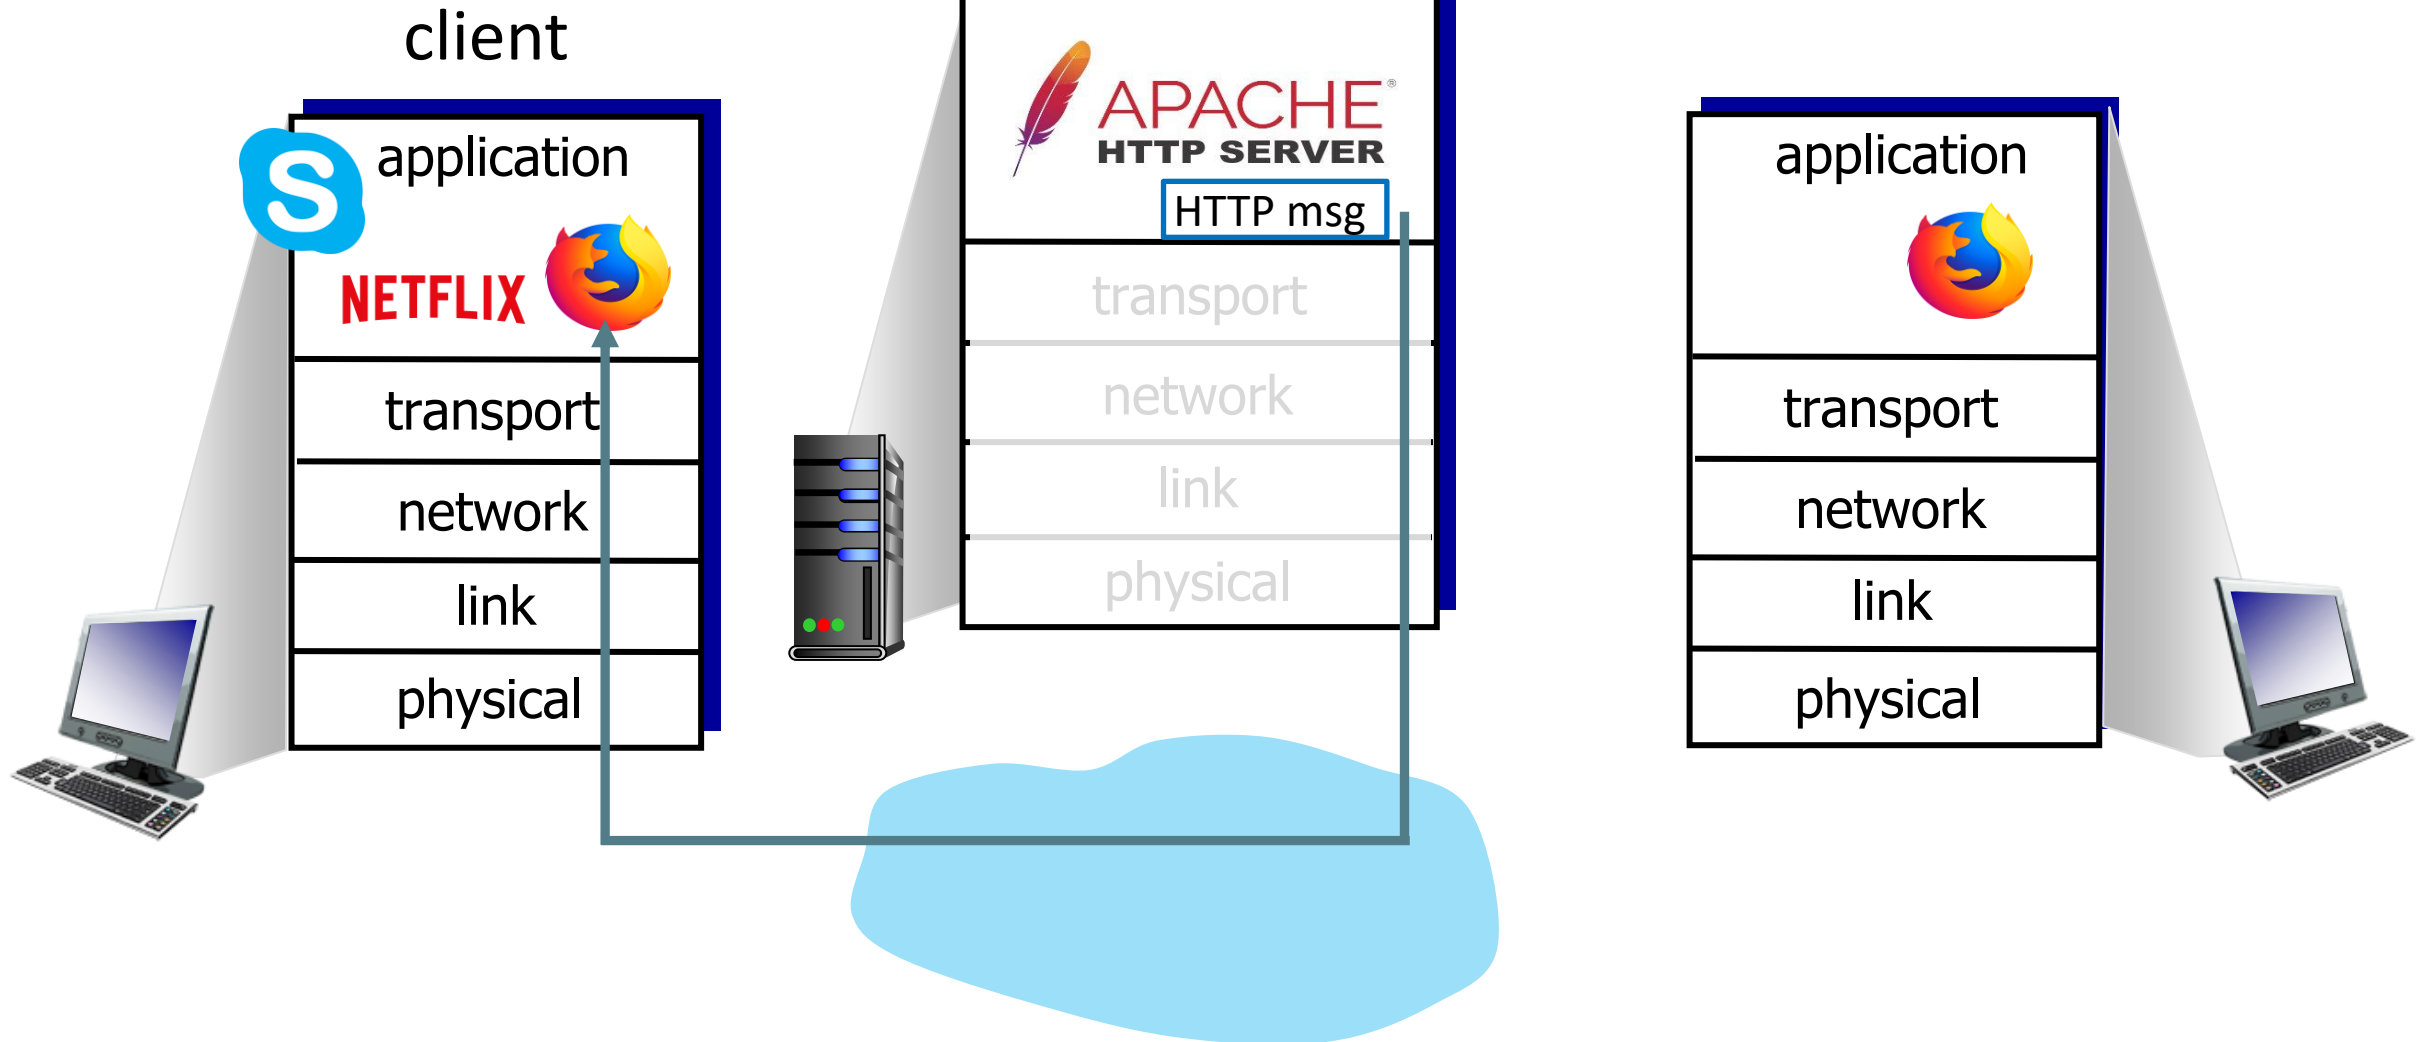 client
application
NETFLIX
transport
network
link
physical
APACHE®
HTTP SERVER
HTTP msg
transport
network
link
physical
application
transport
network
link
physical